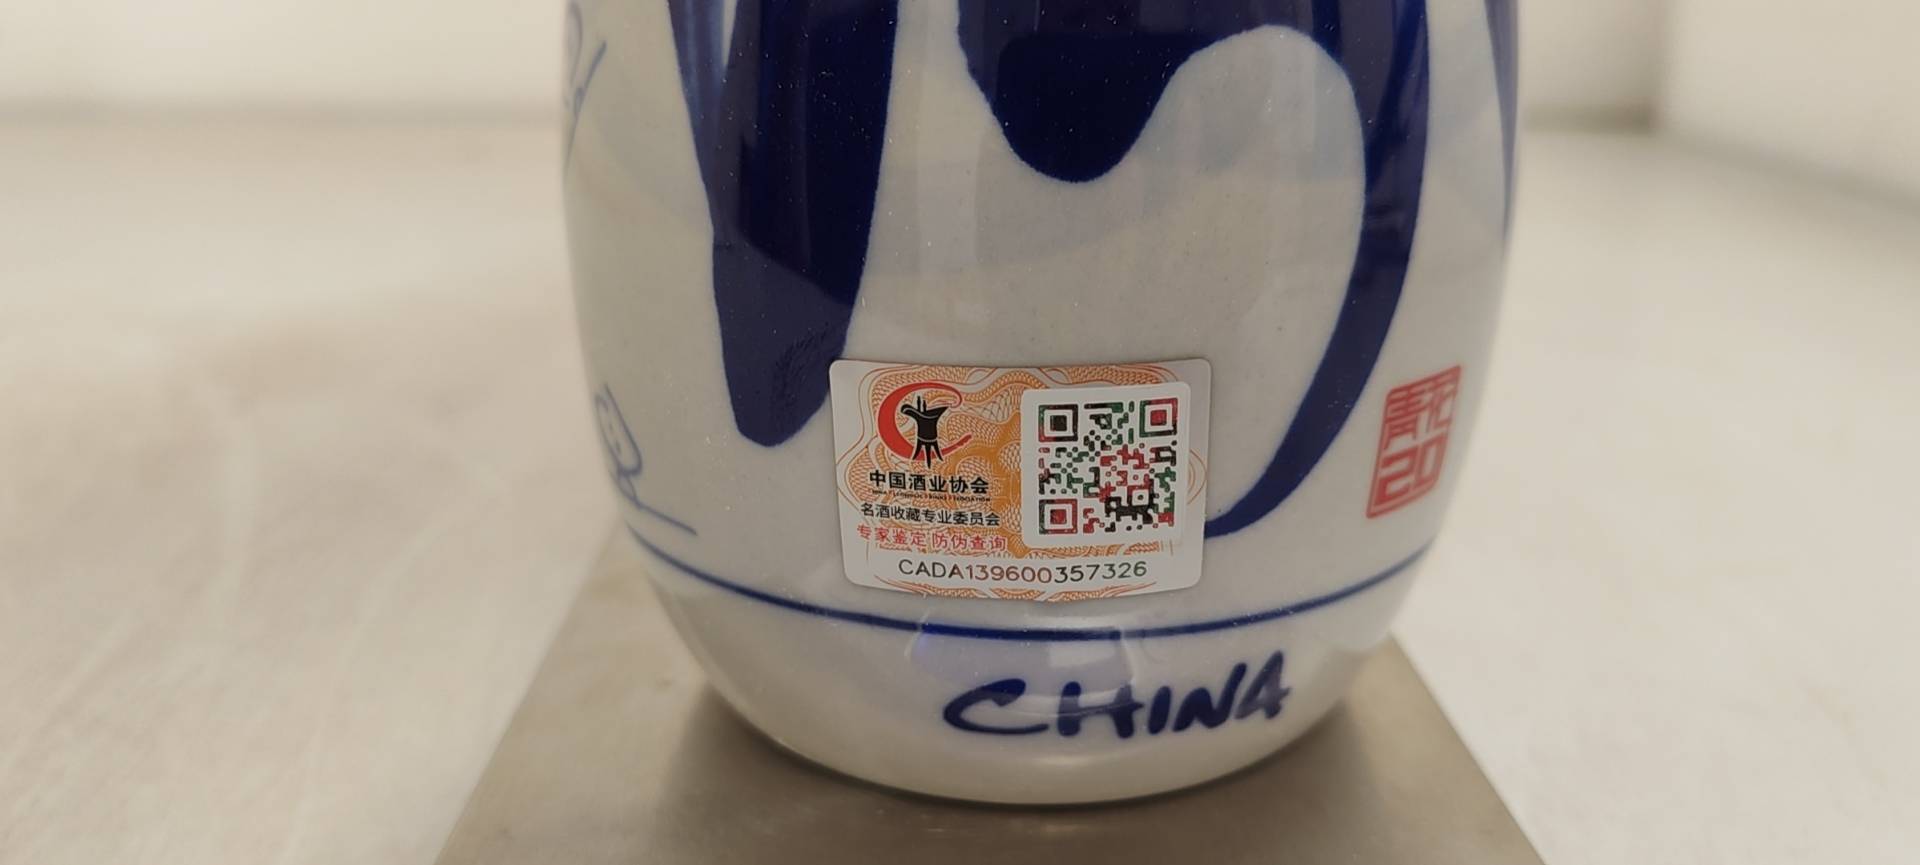 中国酒业协会
名酒收藏专业委员会
专家鉴定 防伪查询
CADA139600357326
青花
20
CHINA